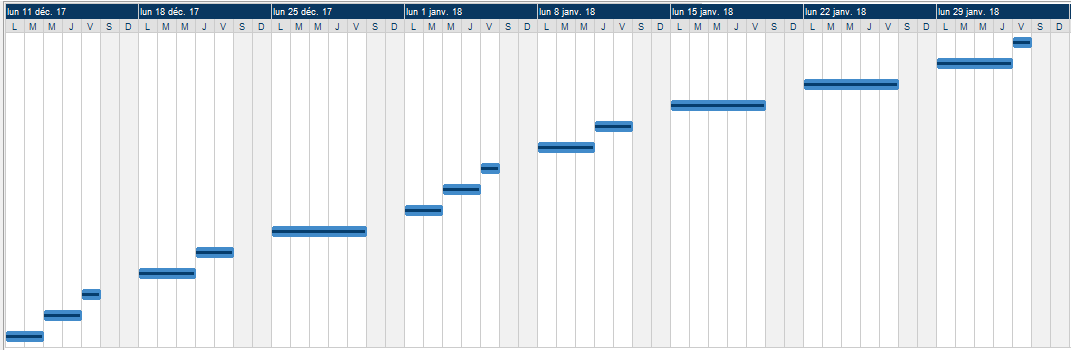 lun 11 déc. 17 lun 18 déc. 17 lun 25 déc. 17 lun 1 janv. 18 lun 8 janv. 18 lun 15 janv. 18 lun 22 janv. 18 lun 29 janv. 18
L M M J V S D L M M J V S D L M M J V S D L M M J V S D L M M J V S D L M M J V S D L M M J V S D L M M J V S D